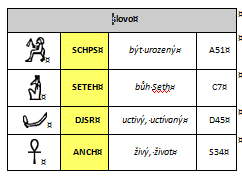 slovo
SCHPS být urozený A51
SETEH bůh Seth C7
DJSR uctivý, uctívaný D45
ANCH živý, život S34